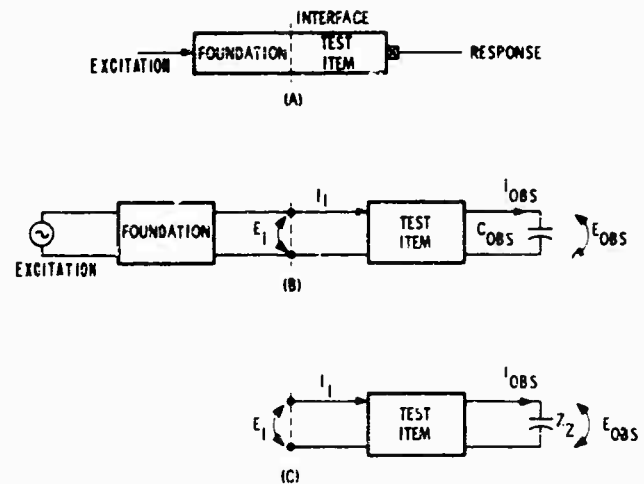 INTERFACE
EXCITATION FOUNDATION TEST ITEM RESPONSE
(A)
I1 IOBS
FOUNDATION E1 TEST ITEM COBS EOBS
EXCITATION
(B)
I1 IOBS
E1 TEST ITEM Z2 EOBS
(C)